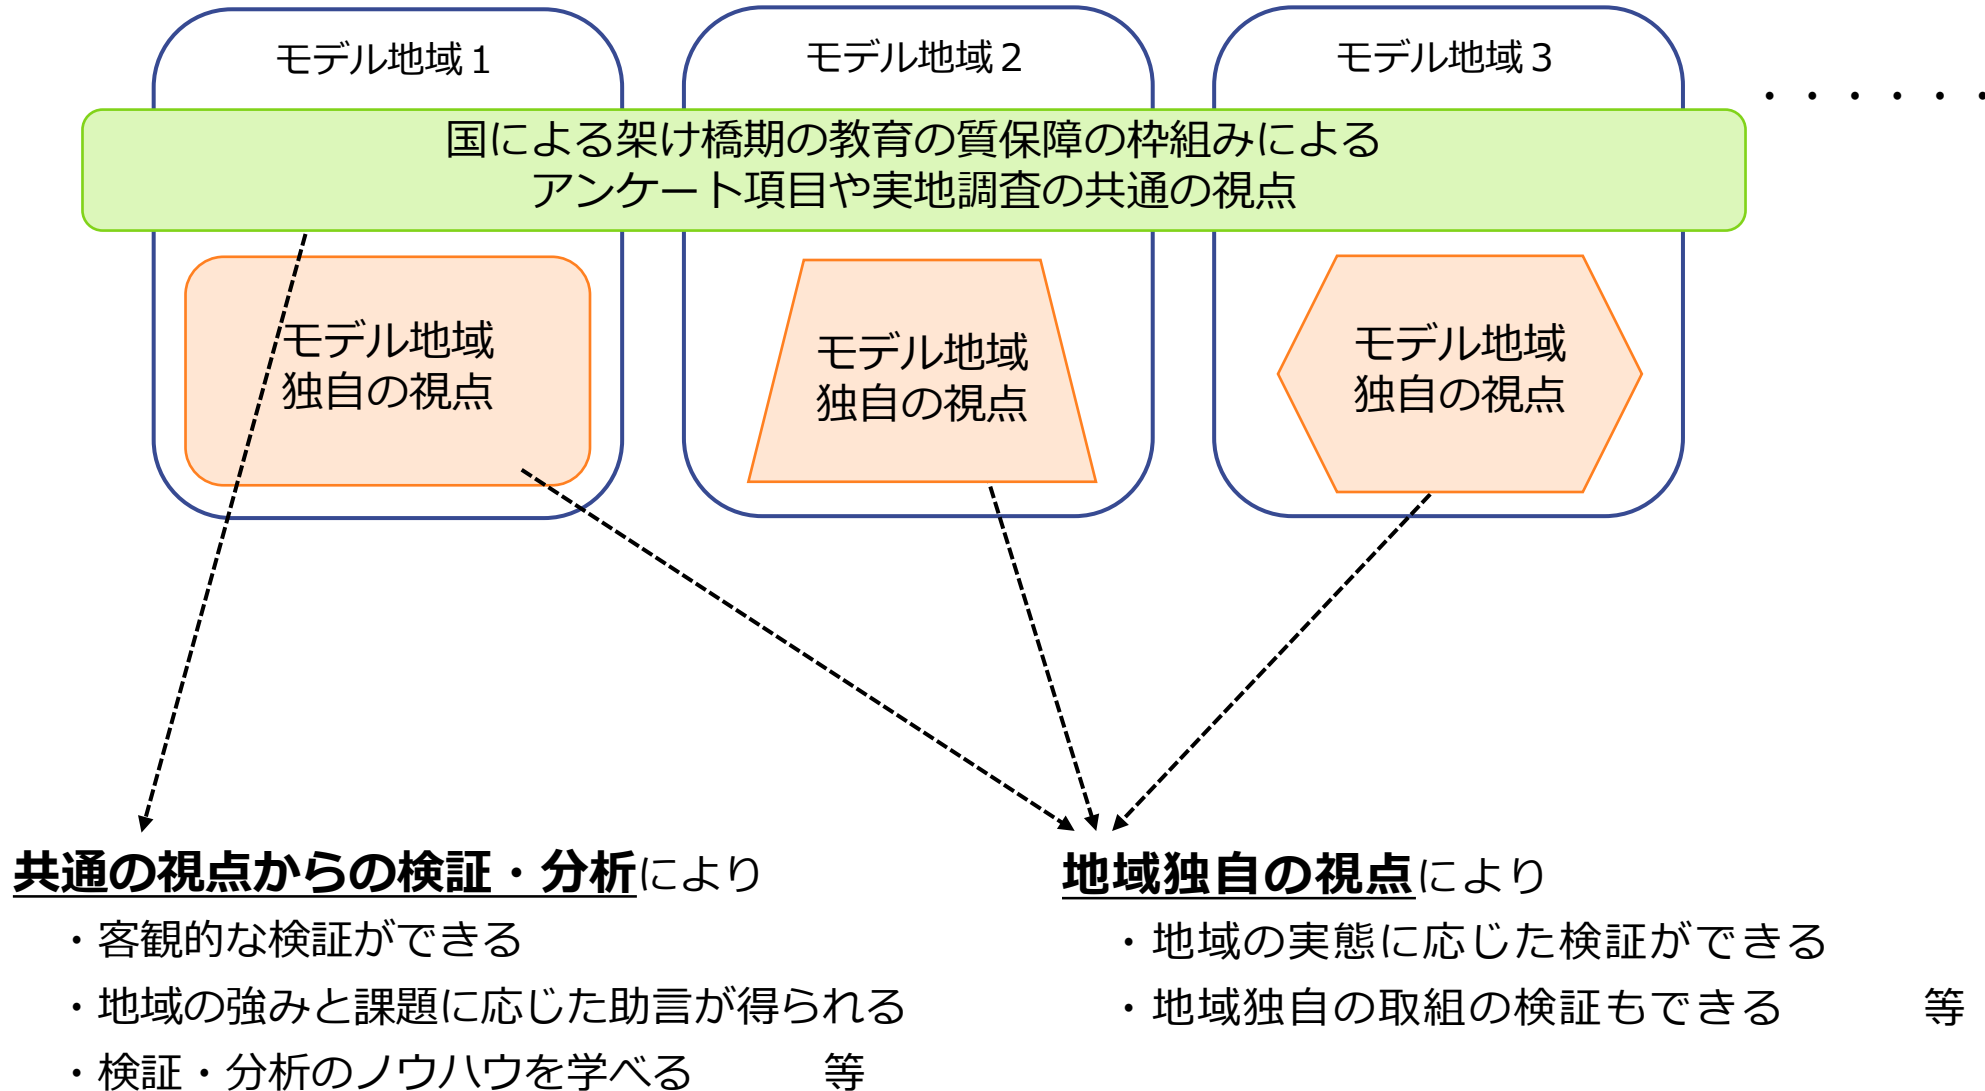 モデル地域１
モデル地域２
モデル地域３
・・・・・・
国による架け橋期の教育の質保障の枠組みによる
アンケート項目や実地調査の共通の視点
モデル地域
独自の視点
モデル地域
独自の視点
モデル地域
独自の視点
共通の視点からの検証・分析により
・客観的な検証ができる
・地域の強みと課題に応じた助言が得られる
・検証・分析のノウハウを学べる　　　等
地域独自の視点により
・地域の実態に応じた検証ができる
・地域独自の取組の検証もできる　　　等